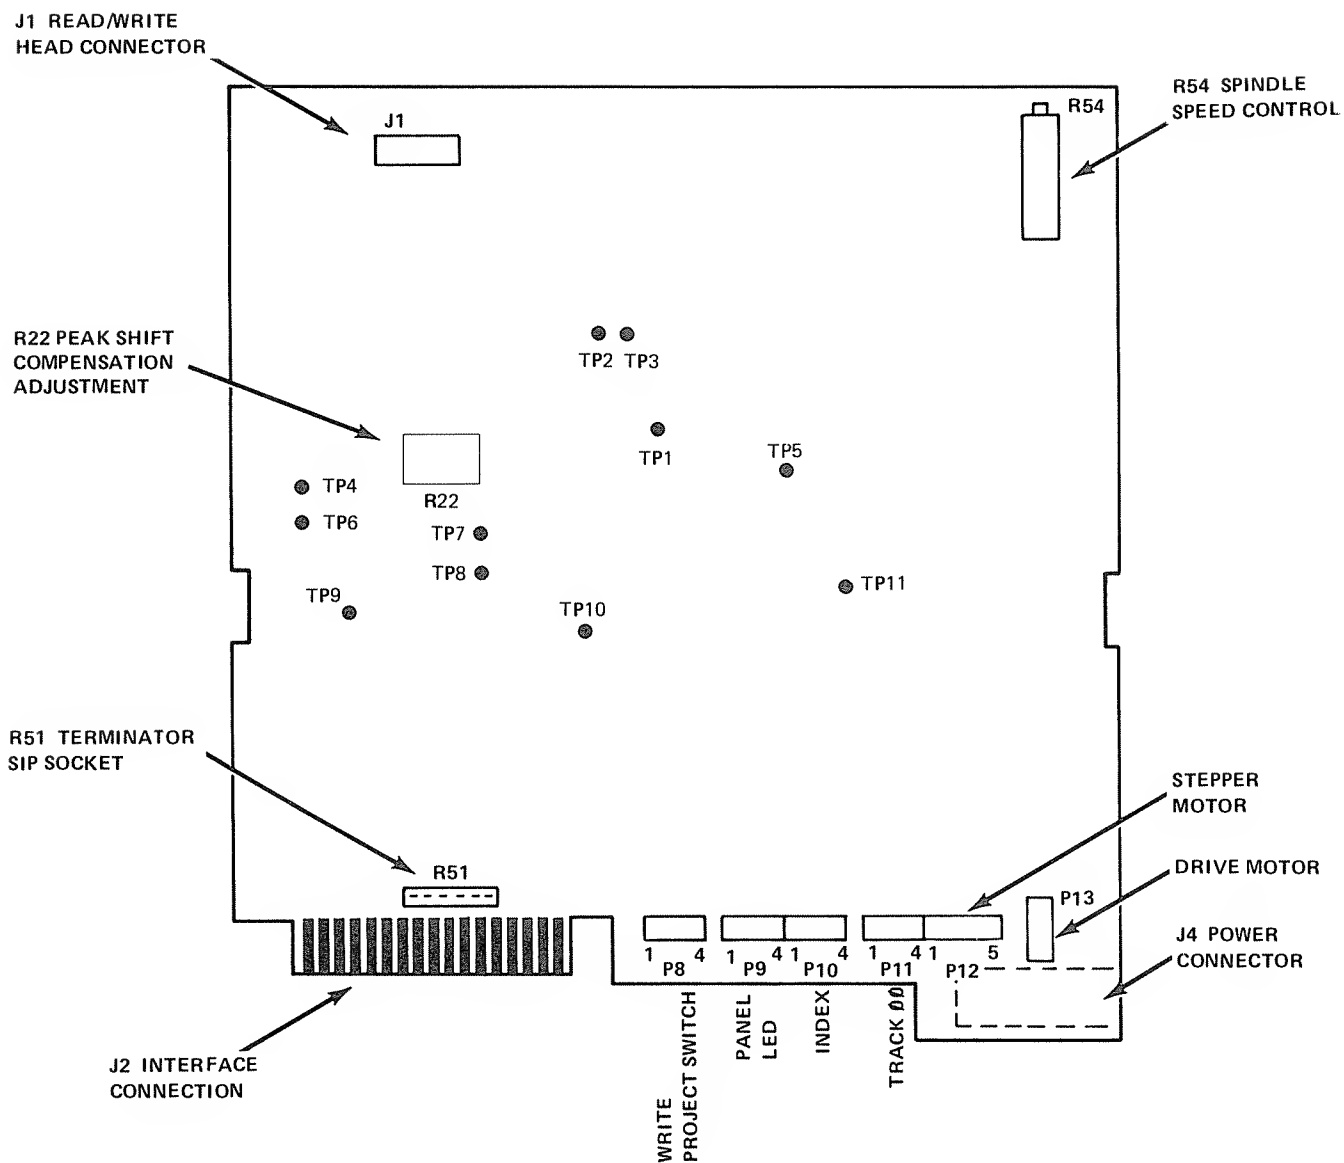 J1 READ/WRITE
HEAD CONNECTOR
R54 SPINDLE
SPEED CONTROL
J1
R54
R22 PEAK SHIFT
COMPENSATION
ADJUSTMENT
TP2 TP3
TP1
TP5
TP4
R22
TP6
TP7
TP8
TP9
TP10
TP11
R51 TERMINATOR
SIP SOCKET
STEPPER
MOTOR
R51
DRIVE MOTOR
P13
J4 POWER
CONNECTOR
1 4 1 4 1 4 1 4 1 5
P8 P9 P10 P11 P12
WRITE
PROJECT SWITCH
PANEL
LED
INDEX
TRACK 00
J2 INTERFACE
CONNECTION